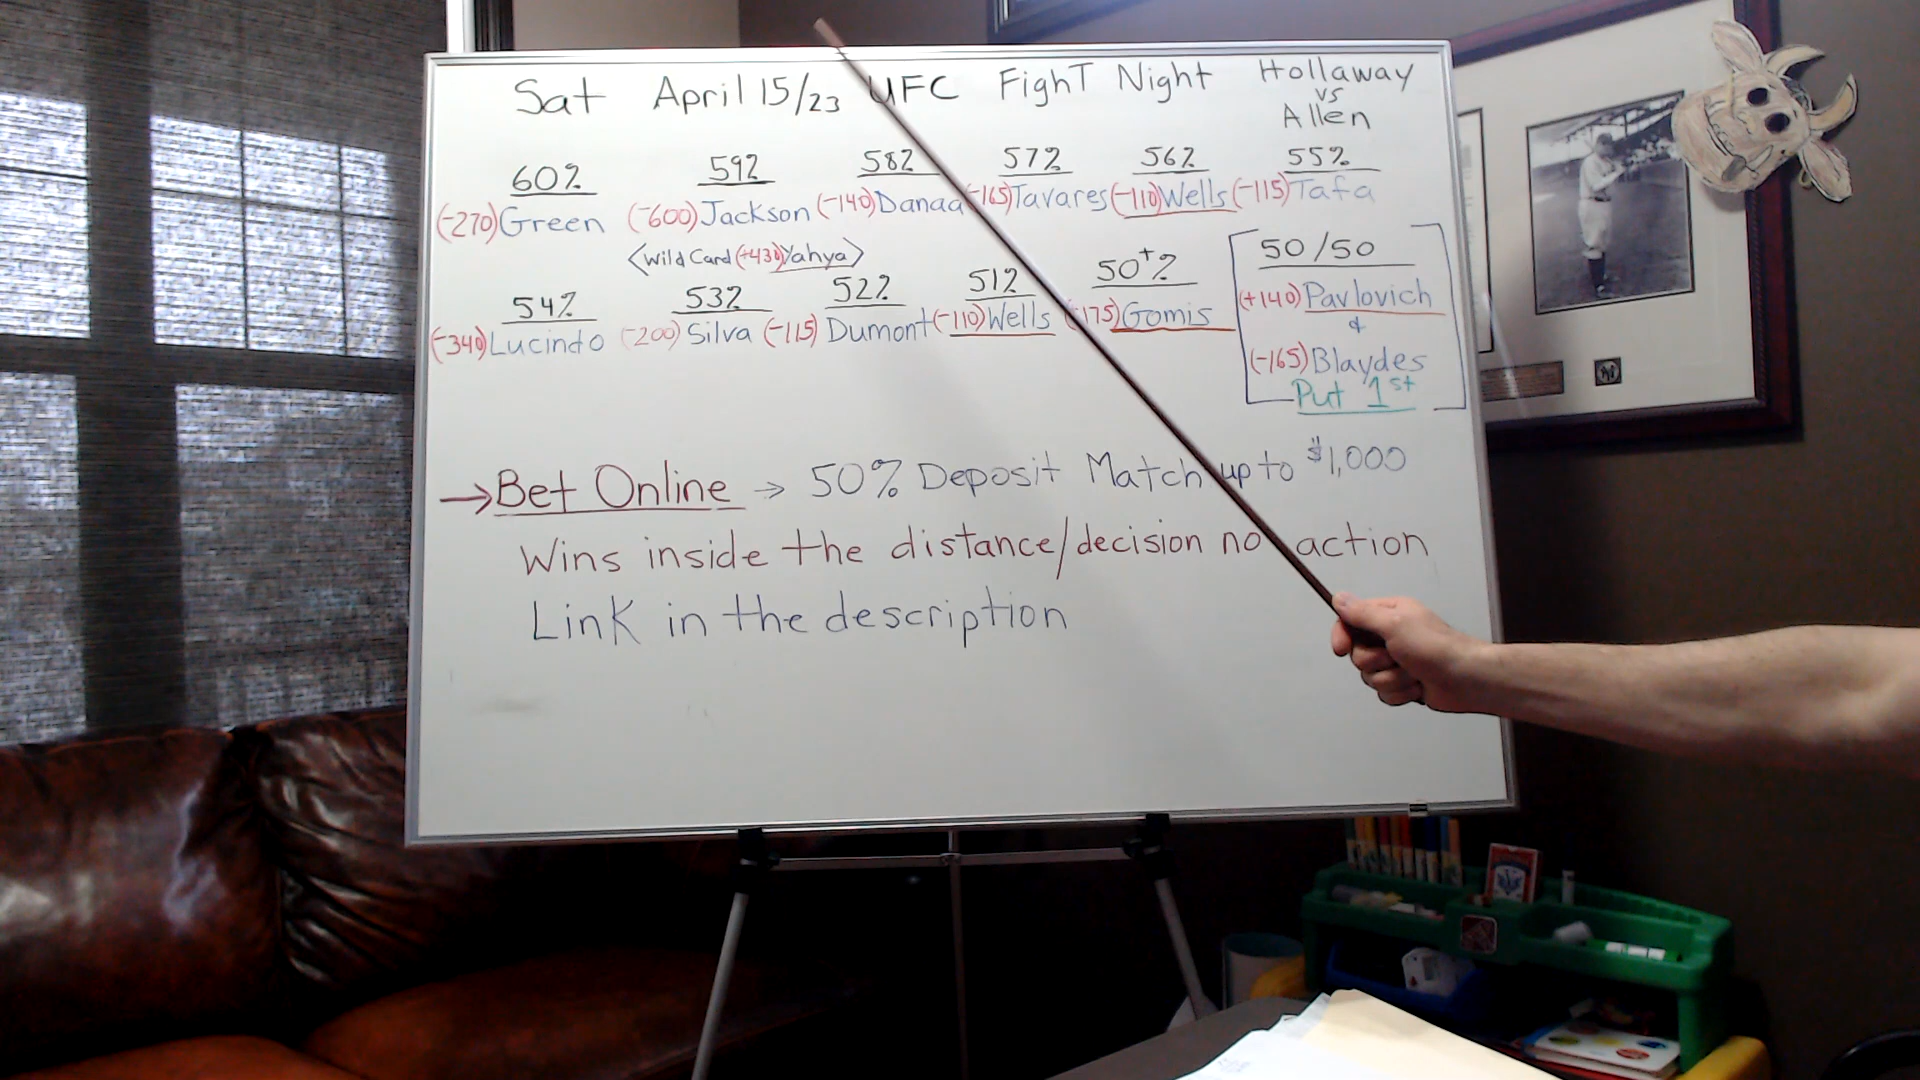 Sat April 15/23 UFC FighT Night Hollaway
vs
Allen
60% 59% 58% 57% 56% 55%
(-270)Green (-600)Jackson (-140)Danaa -165)Tavares (-110)Wells (-115)Tafa
<Wild Card (+430)Yahya>
54% 53% 52% 51% 50+%
(-340)Lucindo (-200)Silva (-115)Dumont (-110)Wells 175)Gomis
50/50
(+140)Pavlovich
&
(-165)Blaydes
Put 1st
→Bet Online → 50% Deposit Match up to $1,000
Wins inside the distance/decision no action
Link in the description